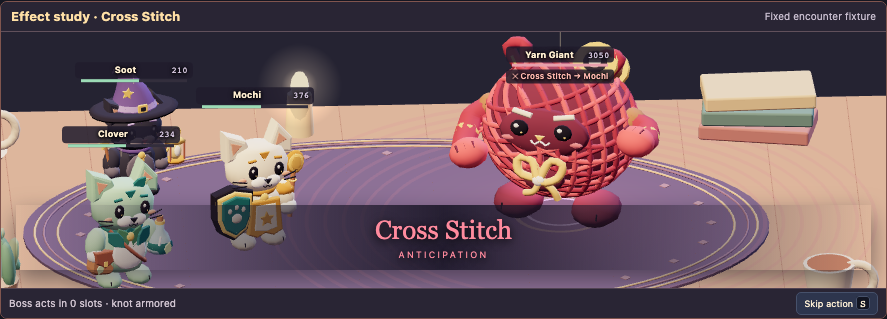 Effect study · Cross Stitch
Fixed encounter fixture
Soot 210
Yarn Giant 3050
× Cross Stitch → Mochi
Mochi 376
Clover 234
Cross Stitch
ANTICIPATION
Boss acts in 0 slots · knot armored
Skip action S